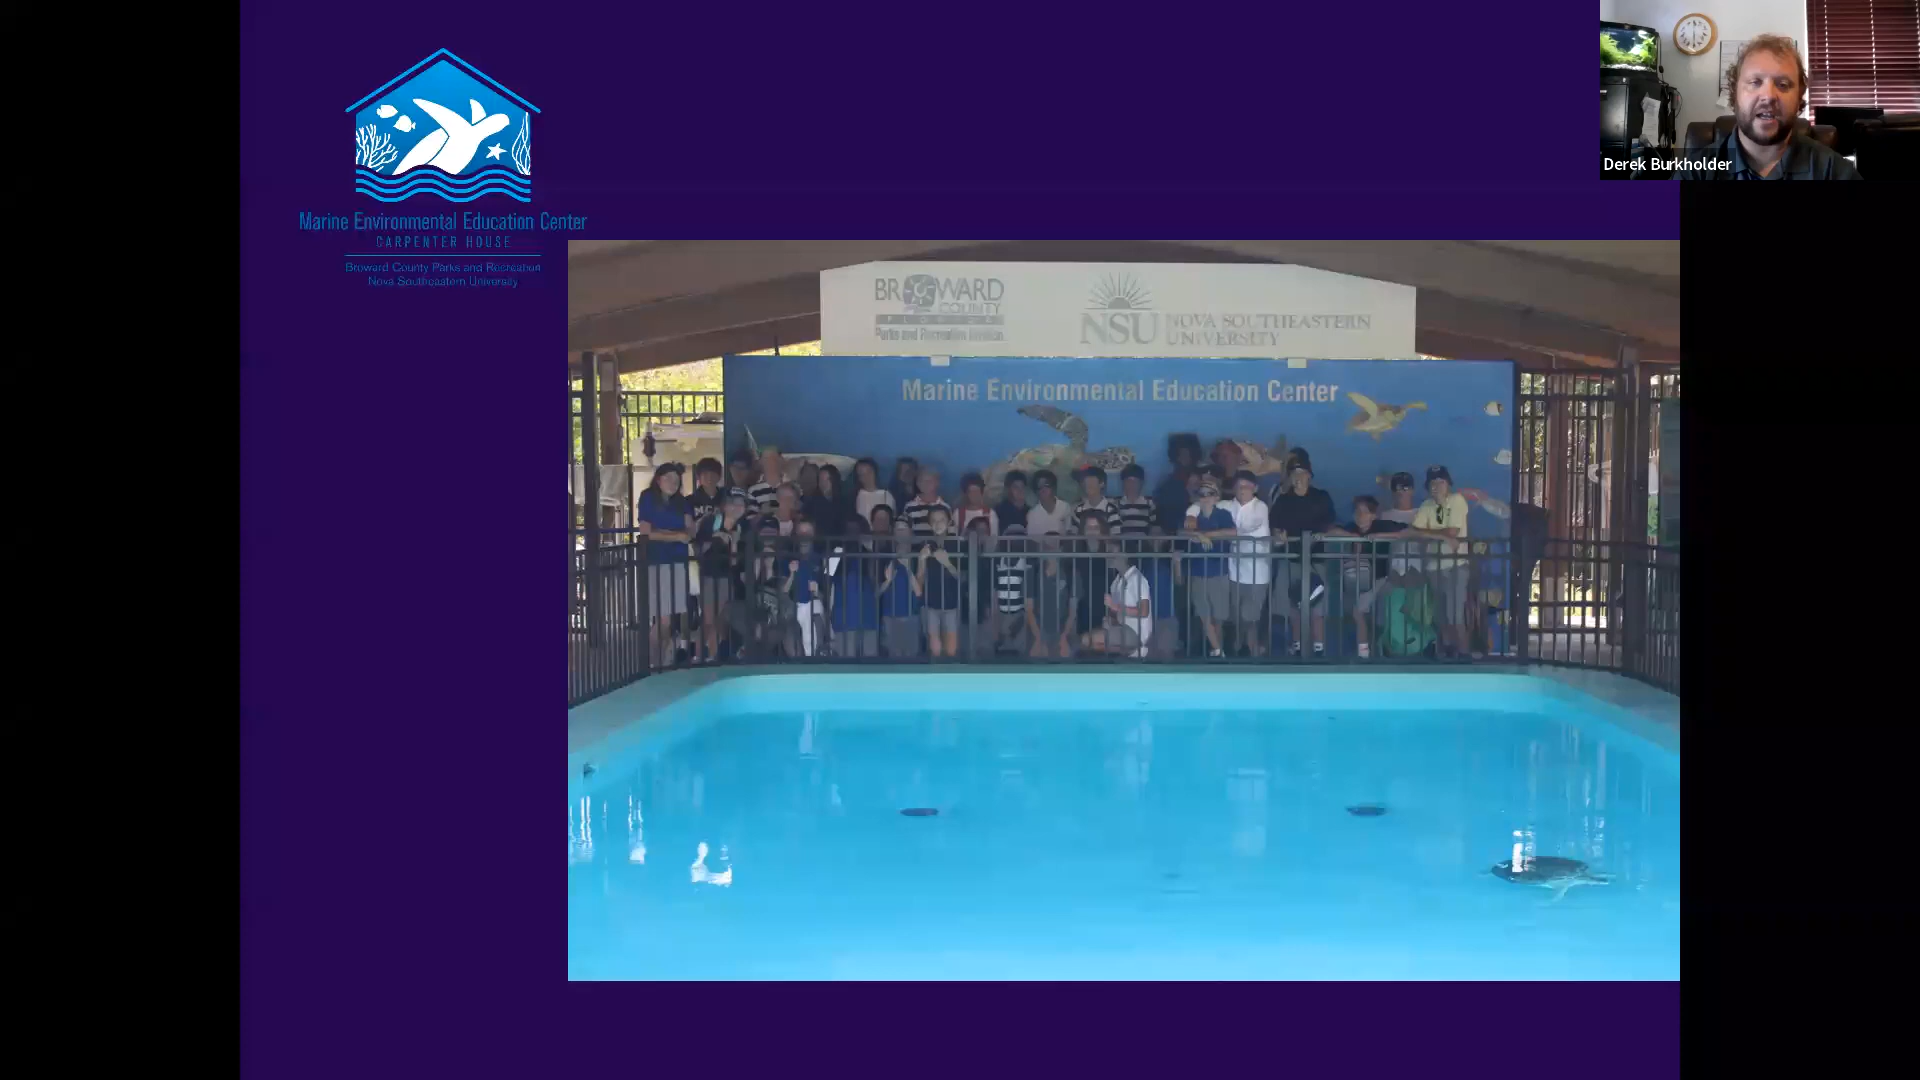 Marine Environmental Education Center
CARPENTER HOUSE
Broward County Parks and Recreation
Nova Southeastern University
Derek Burkholder
BROWARD
COUNTY
FLORIDA
Parks and Recreation Division
NSU
NOVA SOUTHEASTERN
UNIVERSITY
Marine Environmental Education Center